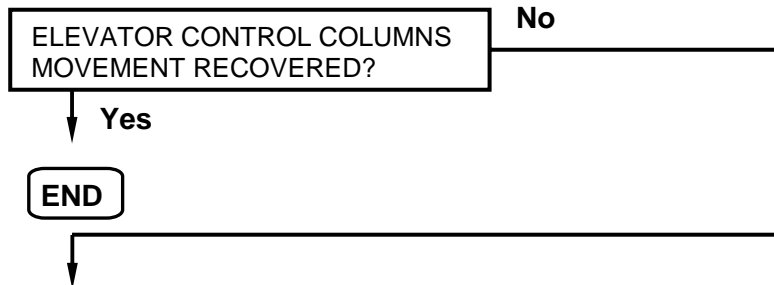 No
ELEVATOR CONTROL COLUMNS
MOVEMENT RECOVERED?
Yes
END